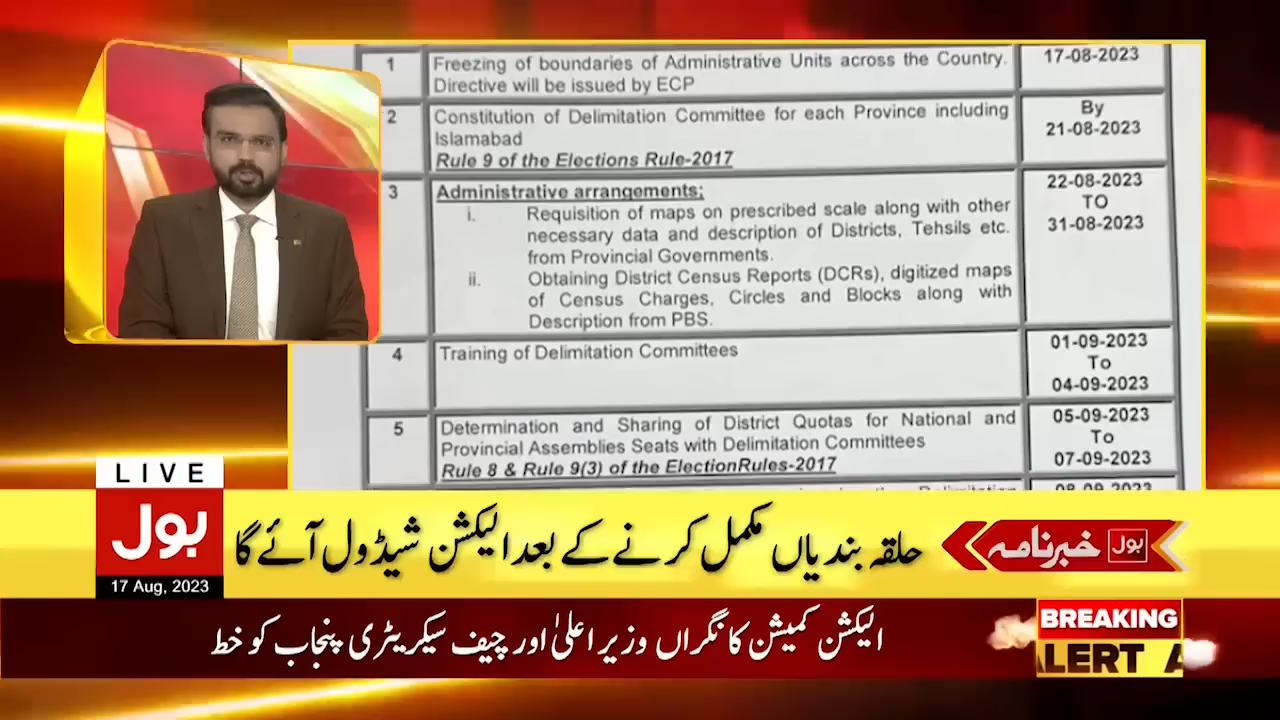 1
Freezing of boundaries of Administrative Units across the Country.
Directive will be issued by ECP
17-08-2023
2
Constitution of Delimitation Committee for each Province including
Islamabad
Rule 9 of the Elections Rule-2017
By
21-08-2023
3
Administrative arrangements;
i. Requisition of maps on prescribed scale along with other
necessary data and description of Districts, Tehsils etc.
from Provincial Governments.
ii. Obtaining District Census Reports (DCRs), digitized maps
of Census Charges, Circles and Blocks along with
Description from PBS.
22-08-2023
TO
31-08-2023
4
Training of Delimitation Committees
01-09-2023
To
04-09-2023
5
Determination and Sharing of District Quotas for National and
Provincial Assemblies Seats with Delimitation Committees
Rule 8 & Rule 9(3) of the ElectionRules-2017
05-09-2023
To
07-09-2023
LIVE
بول
17 Aug, 2023
حلقہ بندیاں مکمل کرنے کے بعد الیکشن شیڈول آئے گا
بول خبرنامہ
الیکشن کمیشن کا نگراں وزیراعلیٰ اور چیف سیکریٹری پنجاب کو خط
BREAKING
ALERT A